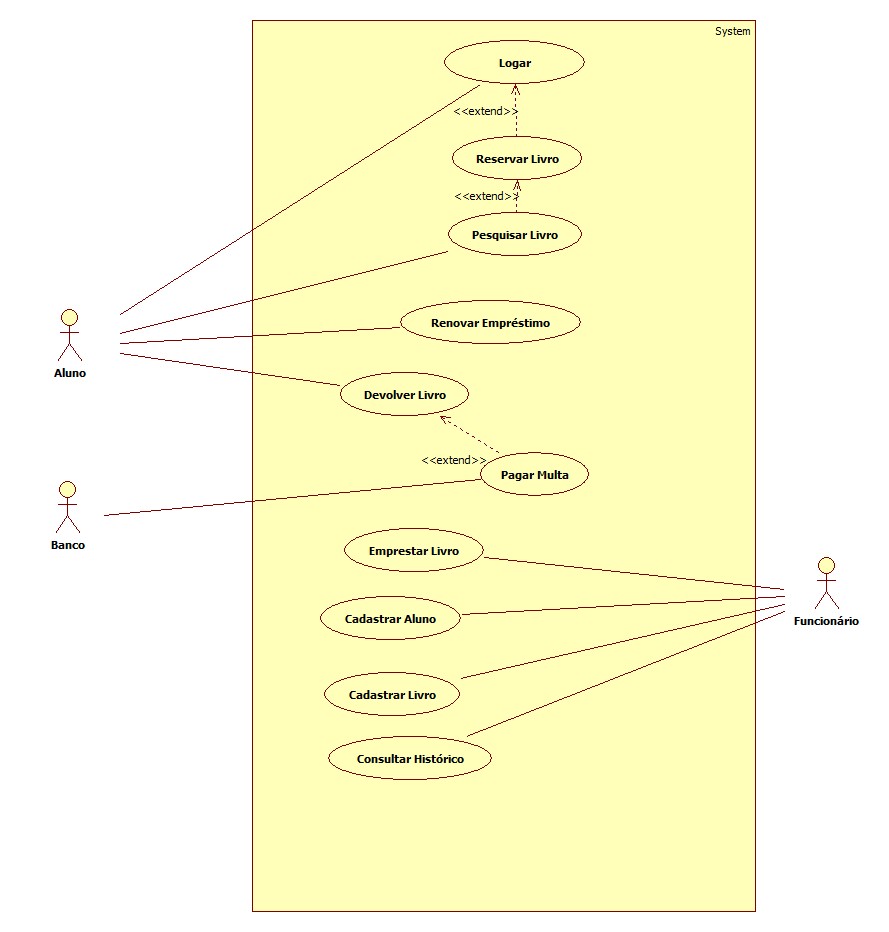 System
Logar
<<extend>>
Reservar Livro
<<extend>>
Pesquisar Livro
Renovar Empréstimo
Aluno
Devolver Livro
<<extend>>
Pagar Multa
Banco
Emprestar Livro
Cadastrar Aluno
Funcionário
Cadastrar Livro
Consultar Histórico